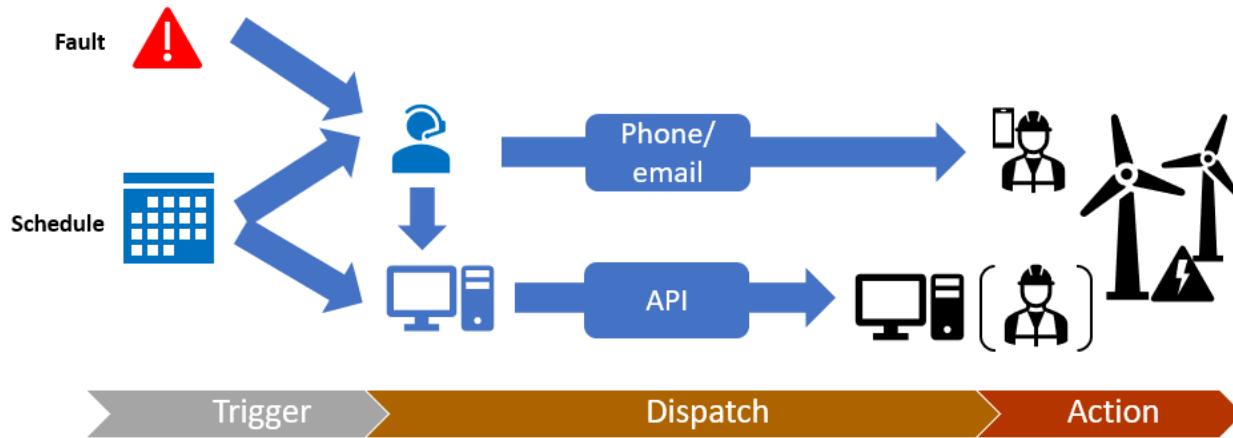 Fault
Phone/
email
Schedule
API
Trigger
Dispatch
Action